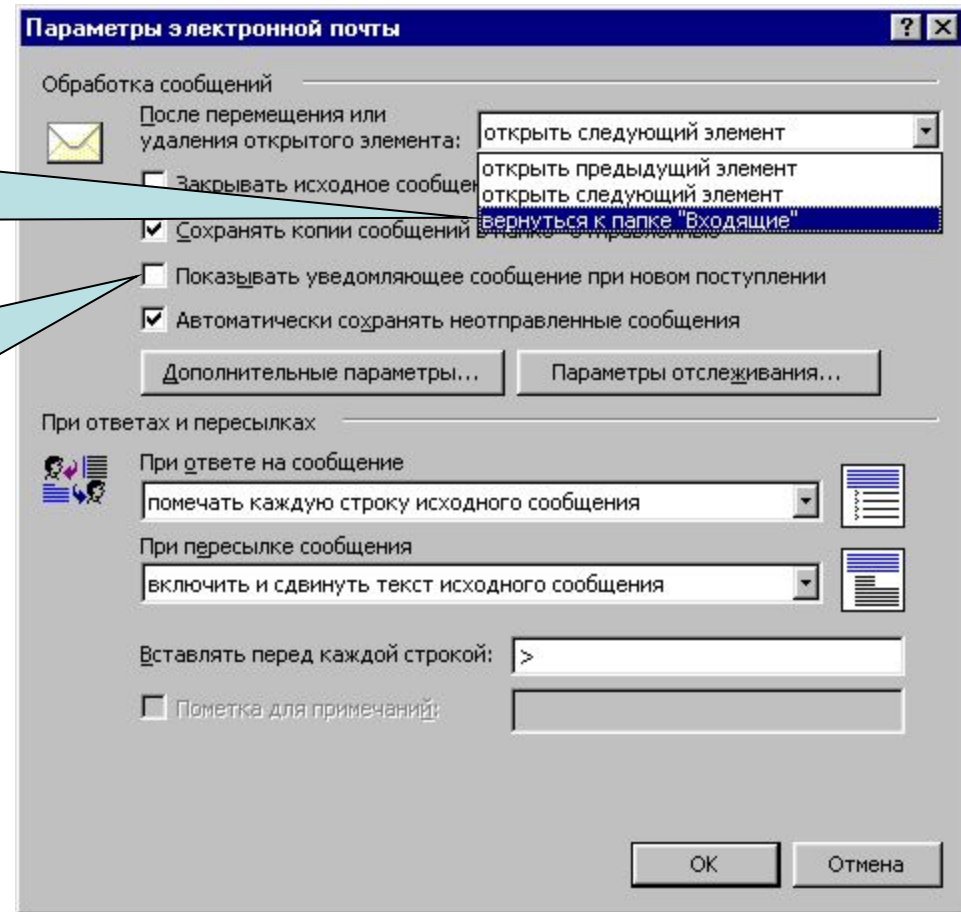 Параметры электронной почты
Обработка сообщений
После перемещения или
удаления открытого элемента:
открыть следующий элемент
открыть предыдущий элемент
открыть следующий элемент
вернуться к папке "Входящие"
Закрывать исходное
Сохранять копии сообщений
Показывать уведомляющее сообщение при новом поступлении
Автоматически сохранять неотправленные сообщения
Дополнительные параметры...
Параметры отслеживания...
При ответах и пересылках
При ответе на сообщение
помечать каждую строку исходного сообщения
При пересылке сообщения
включить и сдвинуть текст исходного сообщения
Вставлять перед каждой строкой:
>
Пометка для примечаний:
OK
Отмена